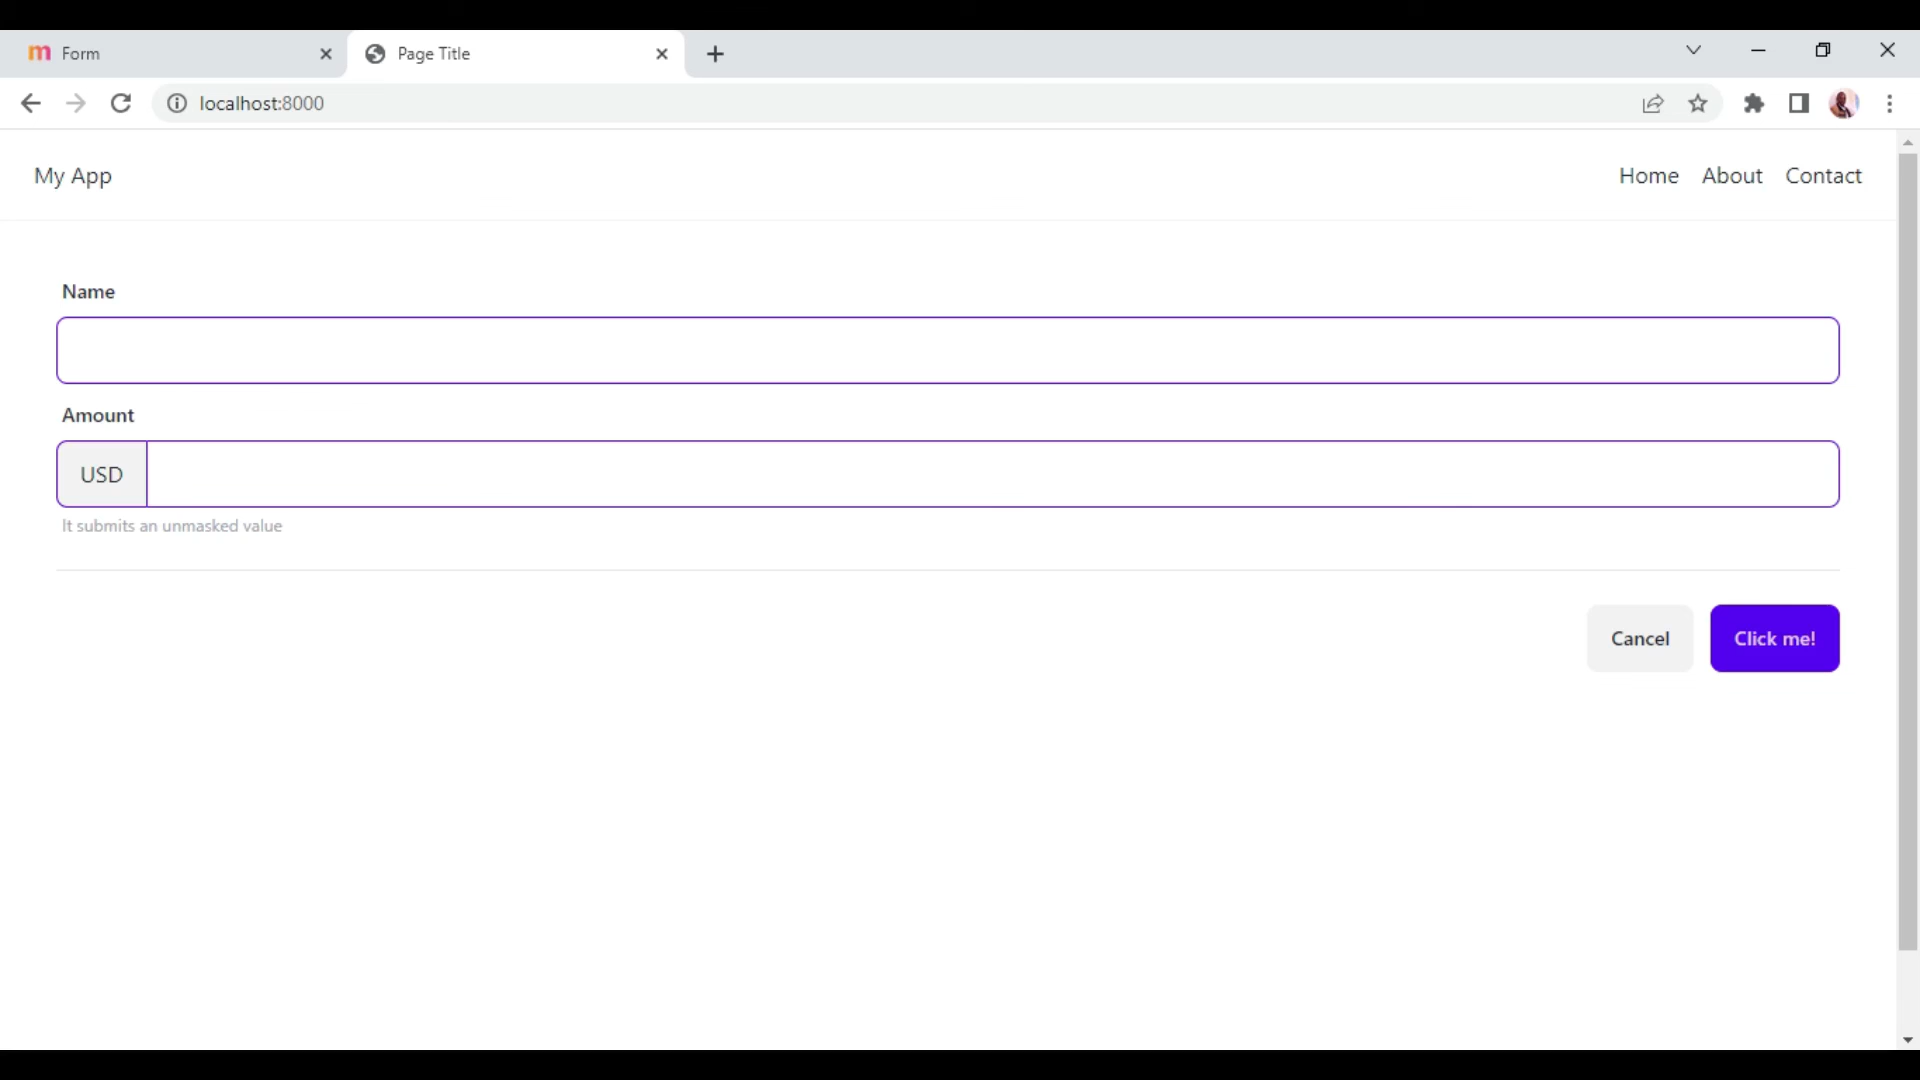 Form
Page Title
localhost:8000
My App
Home About Contact
Name
Amount
USD
It submits an unmasked value
Cancel
Click me!